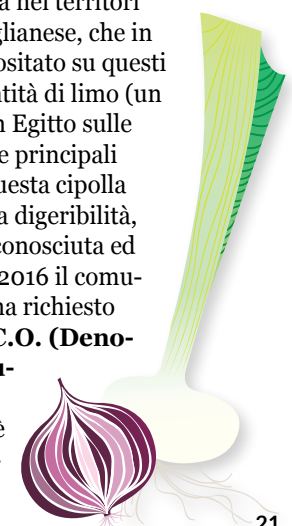 a nei territori
glianese, che in
ositato su questi
ntità di limo (un
n Egitto sulle
e principali
uesta cipolla
a digeribilità,
conosciuta ed
2016 il comu-
na richiesto
C.O. (Deno-
u-
è
21